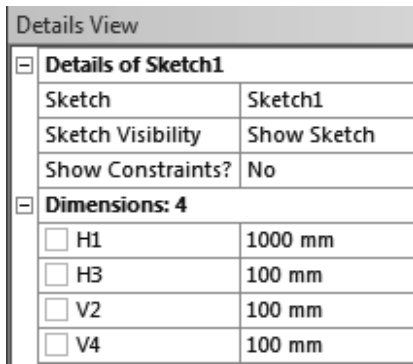 Details View
Details of Sketch1
Sketch Sketch1
Sketch Visibility Show Sketch
Show Constraints? No
Dimensions: 4
H1 1000 mm
H3 100 mm
V2 100 mm
V4 100 mm